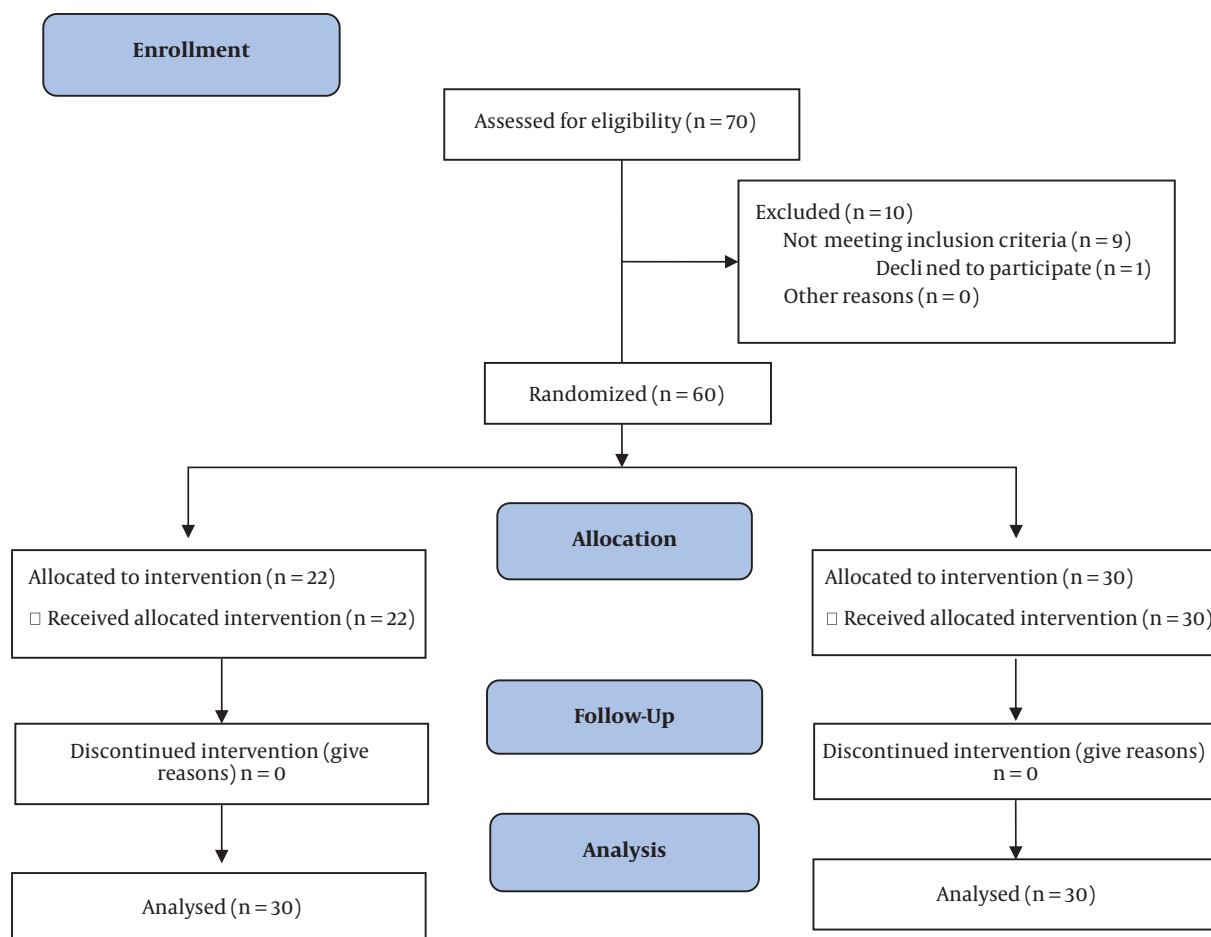 Enrollment
Assessed for eligibility (n = 70)
Excluded (n = 10)
Not meeting inclusion criteria (n = 9)
Declined to participate (n = 1)
Other reasons (n = 0)
Randomized (n = 60)
Allocation
Allocated to intervention (n = 22)
□ Received allocated intervention (n = 22)
Allocated to intervention (n = 30)
□ Received allocated intervention (n = 30)
Follow-Up
Discontinued intervention (give
reasons) n = 0
Discontinued intervention (give reasons)
n = 0
Analysis
Analysed (n = 30)
Analysed (n = 30)